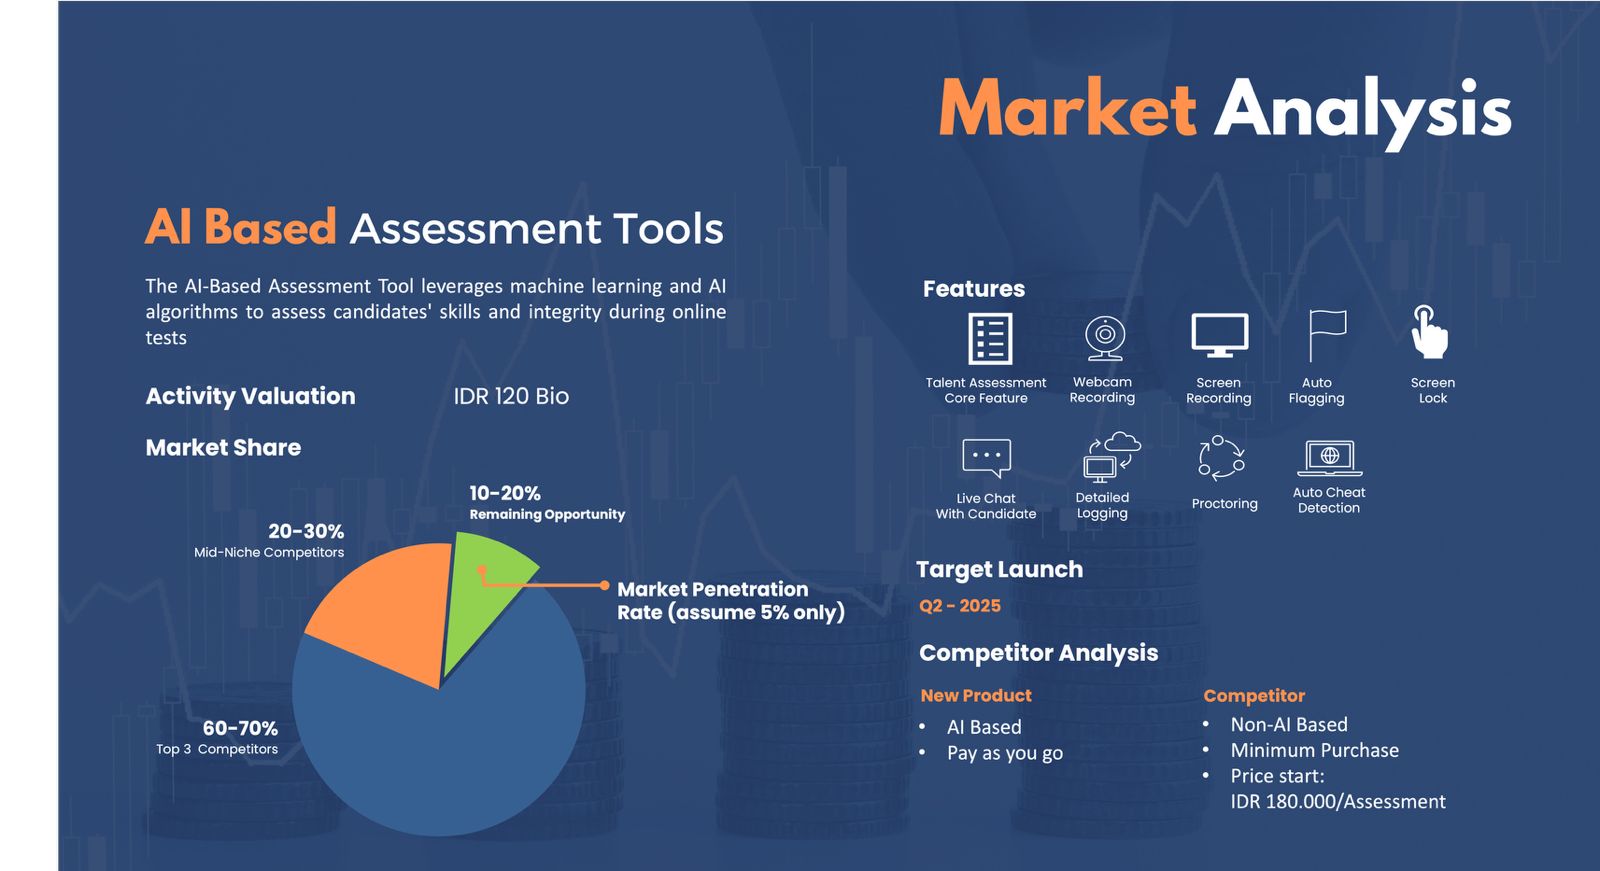 Market Analysis
AI Based Assessment Tools
The AI-Based Assessment Tool leverages machine learning and AI
algorithms to assess candidates' skills and integrity during online
tests
Activity Valuation IDR 120 Bio
Market Share
10-20%
Remaining Opportunity
20-30%
Mid-Niche Competitors
Market Penetration
Rate (assume 5% only)
60-70%
Top 3 Competitors
Features
Talent Assessment
Core Feature
Webcam
Recording
Screen
Recording
Auto
Flagging
Screen
Lock
Live Chat
With Candidate
Detailed
Logging
Proctoring
Auto Cheat
Detection
Target Launch
Q2 - 2025
Competitor Analysis
New Product
• AI Based
• Pay as you go
Competitor
• Non-AI Based
• Minimum Purchase
• Price start:
IDR 180.000/Assessment